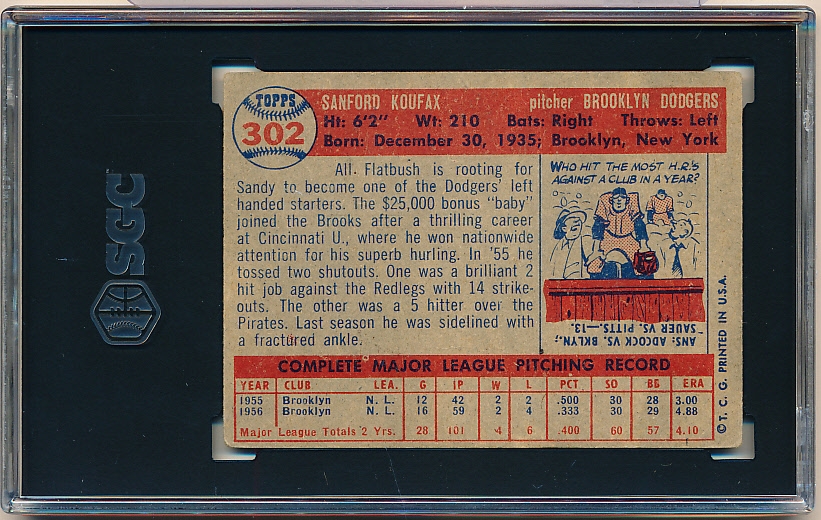 SGC
TOPPS
302
SANFORD KOUFAX pitcher BROOKLYN DODGERS
Ht: 6'2" Wt: 210 Bats: Right Throws: Left
Born: December 30, 1935; Brooklyn, New York
All Flatbush is rooting for
Sandy to become one of the Dodgers' left
handed starters. The $25,000 bonus "baby"
joined the Brooks after a thrilling career
at Cincinnati U., where he won nationwide
attention for his superb hurling. In '55 he
tossed two shutouts. One was a brilliant 2
hit job against the Redlegs with 14 strike-
outs. The other was a 5 hitter over the
Pirates. Last season he was sidelined with
a fractured ankle.
WHO HIT THE MOST H.R.'S
AGAINST A CLUB IN A YEAR?
ANS: ADCOCK VS. BKLYN.;
SAUER VS. PITTS.—13.
COMPLETE MAJOR LEAGUE PITCHING RECORD
YEAR CLUB LEA. G IP W L PCT SO BB ERA
1955 Brooklyn N. L. 12 42 2 2 .500 30 28 3.00
1956 Brooklyn N. L. 16 59 2 4 .333 30 29 4.88
Major League Totals 2 Yrs. 28 101 4 6 .400 60 57 4.10
© T. C. G. PRINTED IN U.S.A.